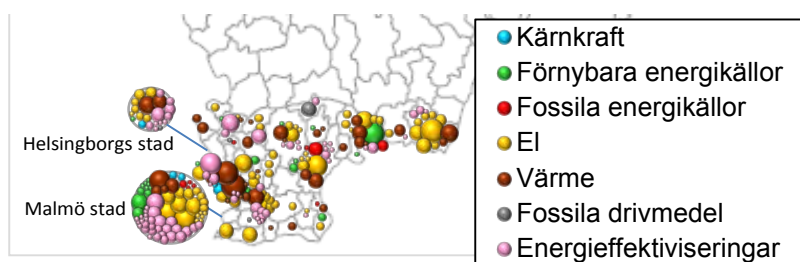 Helsingborgs stad
Malmö stad
Kärnkraft
Förnybara energikällor
Fossila energikällor
El
Värme
Fossila drivmedel
Energieffektiviseringar